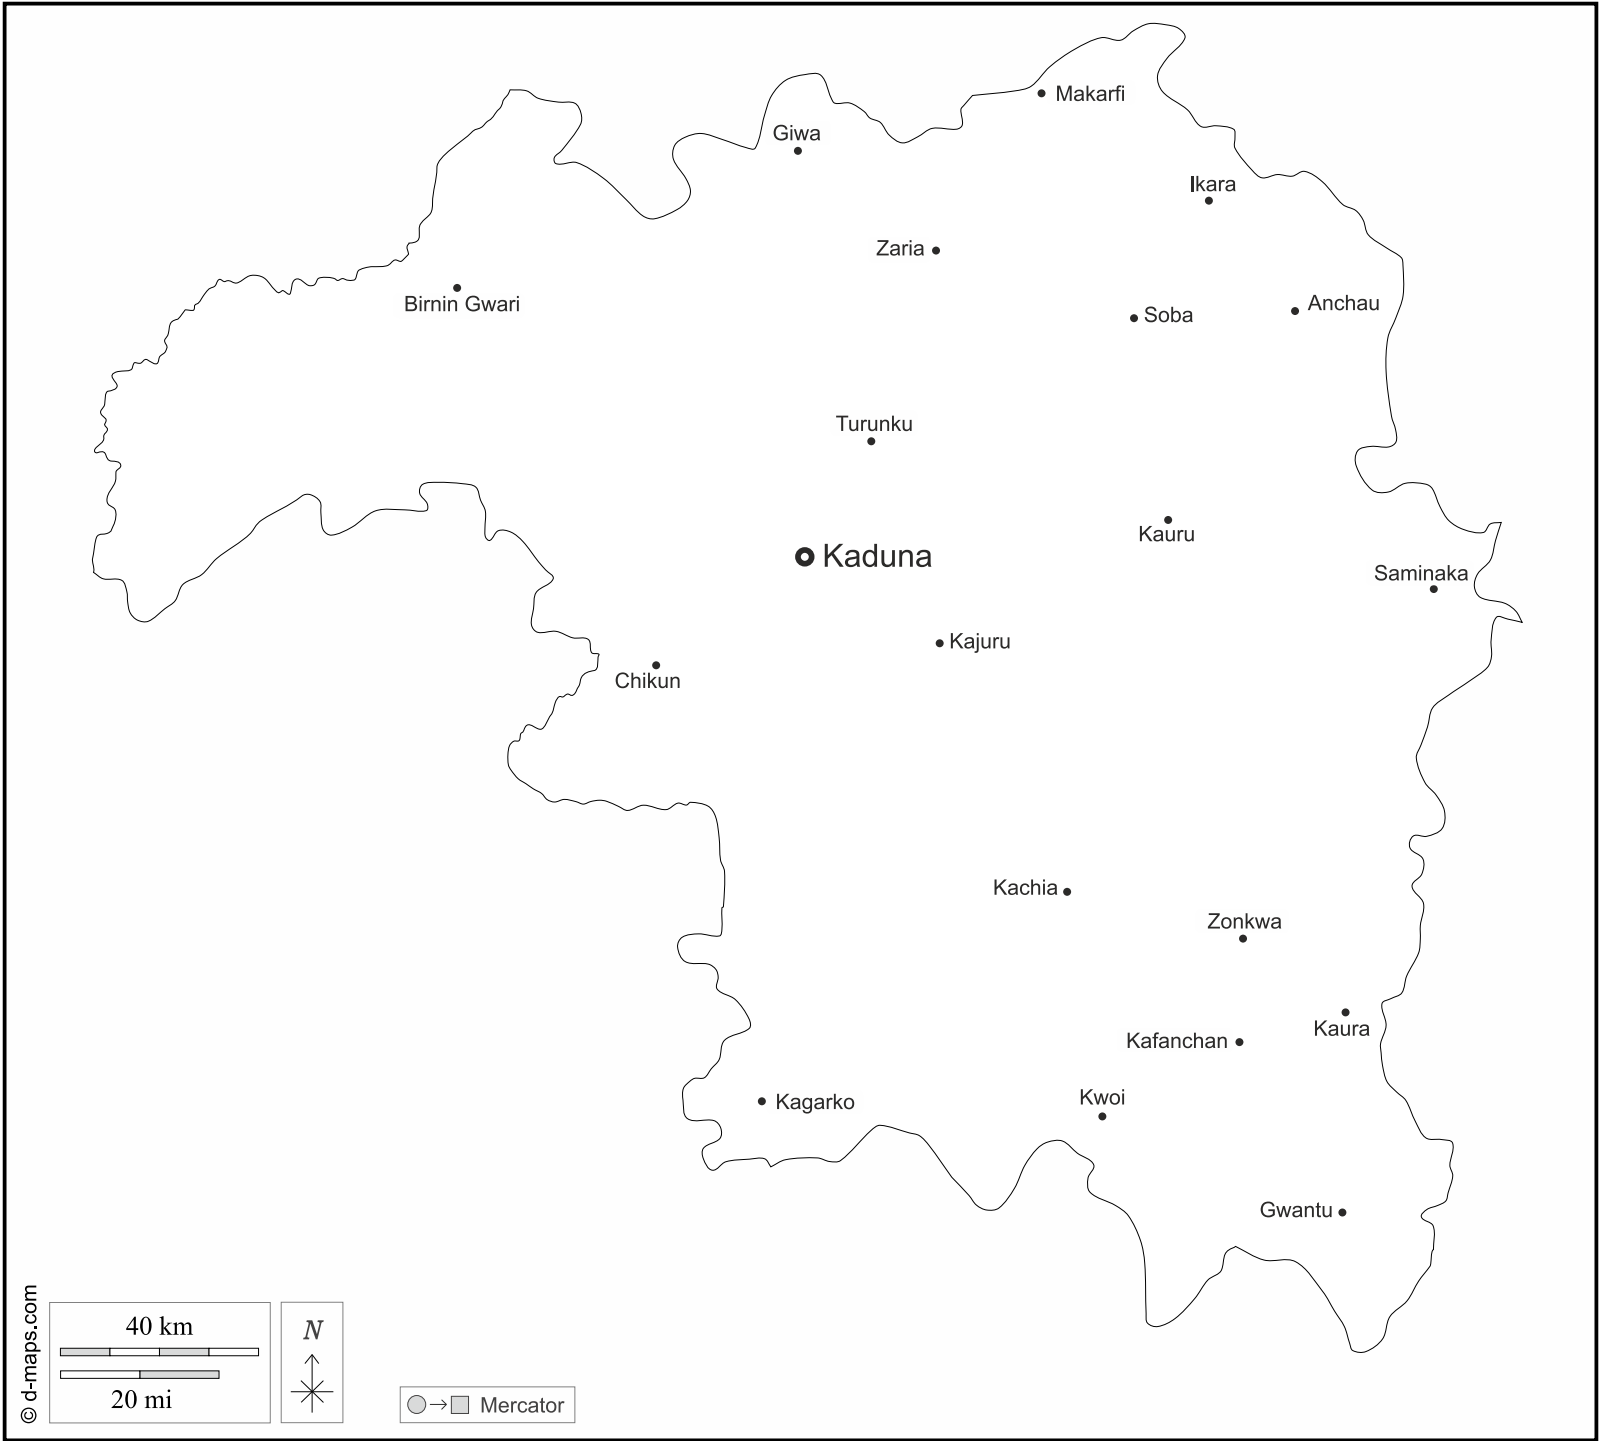 Makarfi
Giwa
Ikara
Zaria
Birnin Gwari
Anchau
Soba
Turunku
Kauru
Kaduna
Saminaka
Kajuru
Chikun
Kachia
Zonkwa
Kaura
Kafanchan
Kwoi
Kagarko
Gwantu
© d-maps.com
40 km
20 mi
N
Mercator